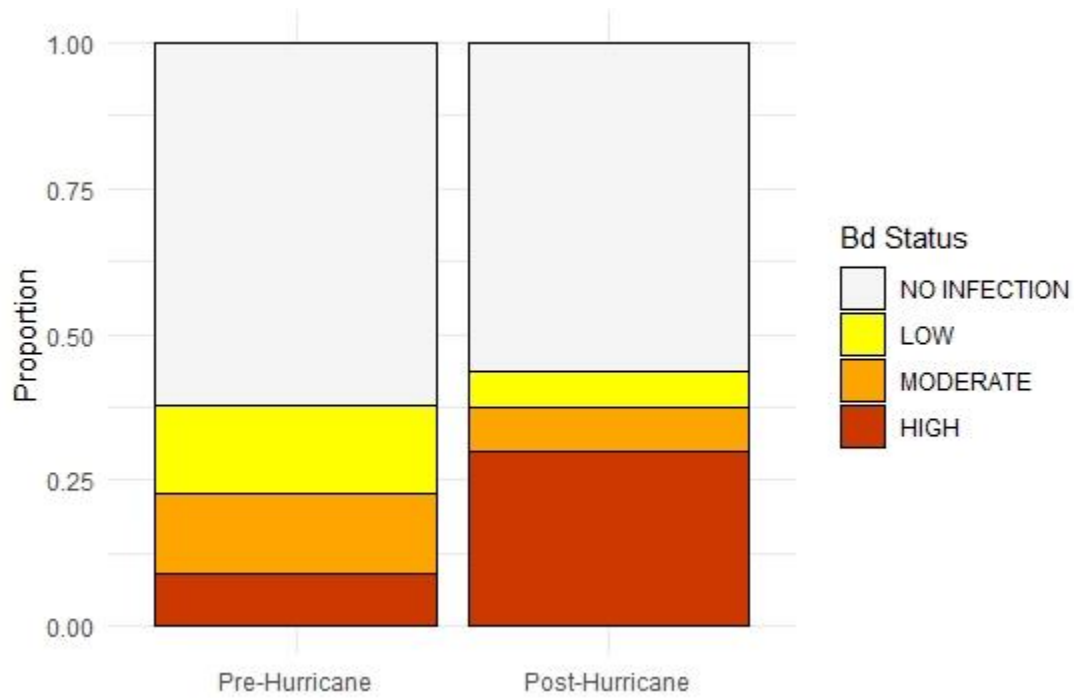 1.00
0.75
0.50
0.25
0.00
Proportion
Pre-Hurricane
Post-Hurricane
Bd Status
NO INFECTION
LOW
MODERATE
HIGH